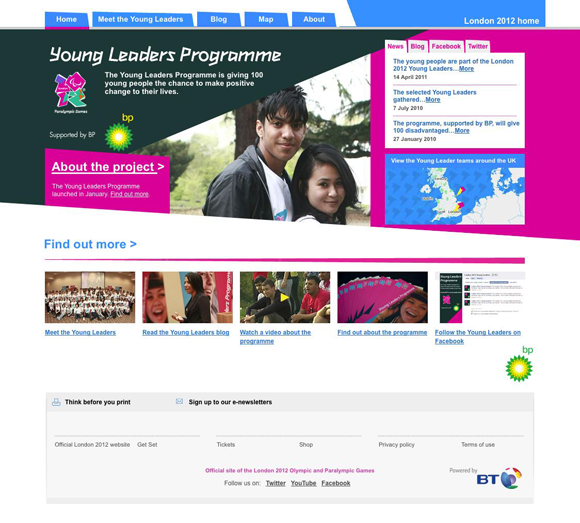 Home
Meet the Young Leaders
Blog
Map
About
London 2012 home
Young Leaders Programme
The Young Leaders Programme is giving 100
young people the chance to make positive
change to their lives.
Paralympic Games
bp
Supported by BP
About the project >
The Young Leaders Programme
launched in January. Find out more.
News
Blog
Facebook
Twitter
The young people are part of the London
2012 Young Leaders…More
14 April 2011
The selected Young Leaders
gathered…More
7 July 2010
The programme, supported by BP, will give
100 disadvantaged…More
27 January 2010
View the Young Leader teams around the UK
Find out more >
Meet the Young Leaders
Read the Young Leaders blog
Watch a video about the
programme
Find out about the programme
Follow the Young Leaders on
Facebook
bp
Think before you print
Sign up to our e-newsletters
Official London 2012 website
Get Set
Tickets
Shop
Privacy policy
Terms of use
Official site of the London 2012 Olympic and Paralympic Games
Follow us on: Twitter YouTube Facebook
Powered by
BT